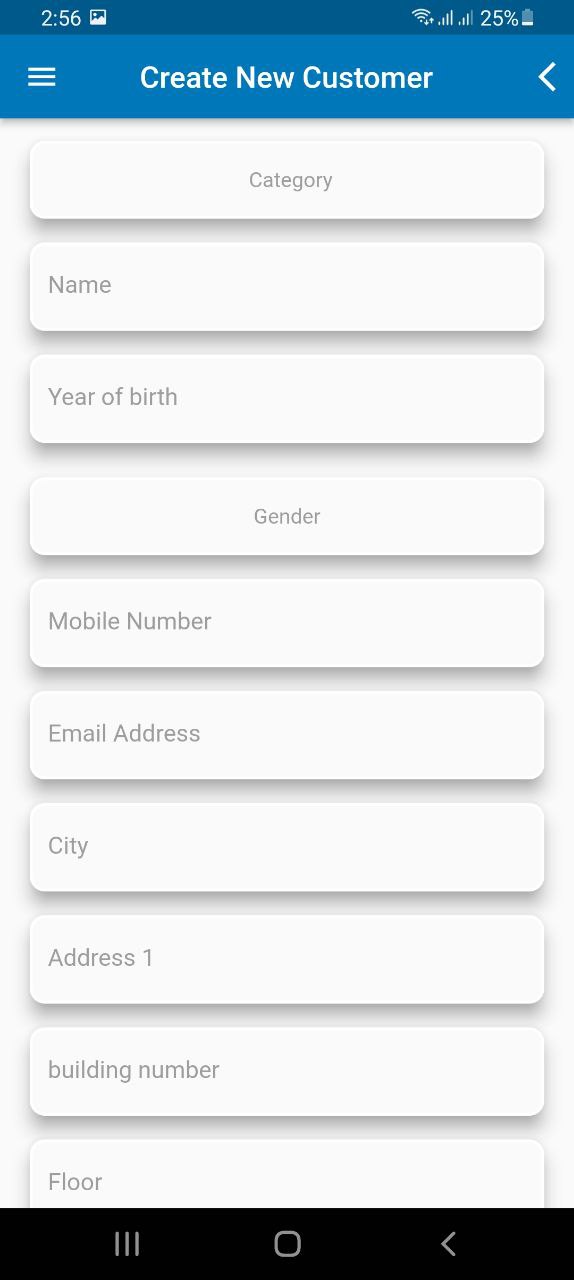 2:56 25%
Create New Customer
Category
Name
Year of birth
Gender
Mobile Number
Email Address
City
Address 1
building number
Floor